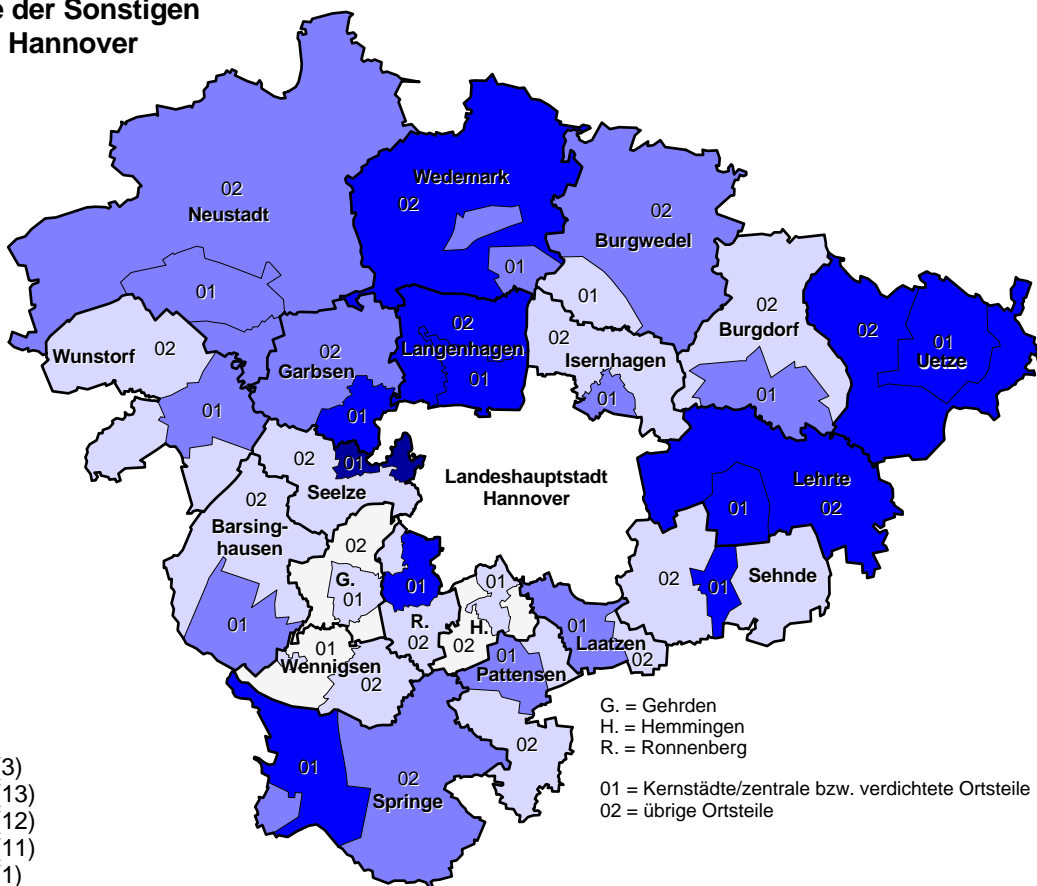 e der Sonstigen
Hannover
02
Neustadt
01
Wedemark
02
01
02
Burgwedel
01
02
Burgdorf
01
02
01
Uetze
Wunstorf 02
01
02
Garbsen
01
02
Langenhagen
01
02
Isernhagen
01
02
01
Seelze
Landeshauptstadt
Hannover
Lehrte
01
02
02
Barsing-
hausen
01
02
G.
01
01
R.
02
01
H.
02
02
01
Sehnde
01
Laatzen
02
01
Wennigsen
02
01
Pattensen
02
01
02
Springe
G. = Gehrden
H. = Hemmingen
R. = Ronnenberg
01 = Kernstädte/zentrale bzw. verdichtete Ortsteile
02 = übrige Ortsteile
3)
13)
12)
11)
1)